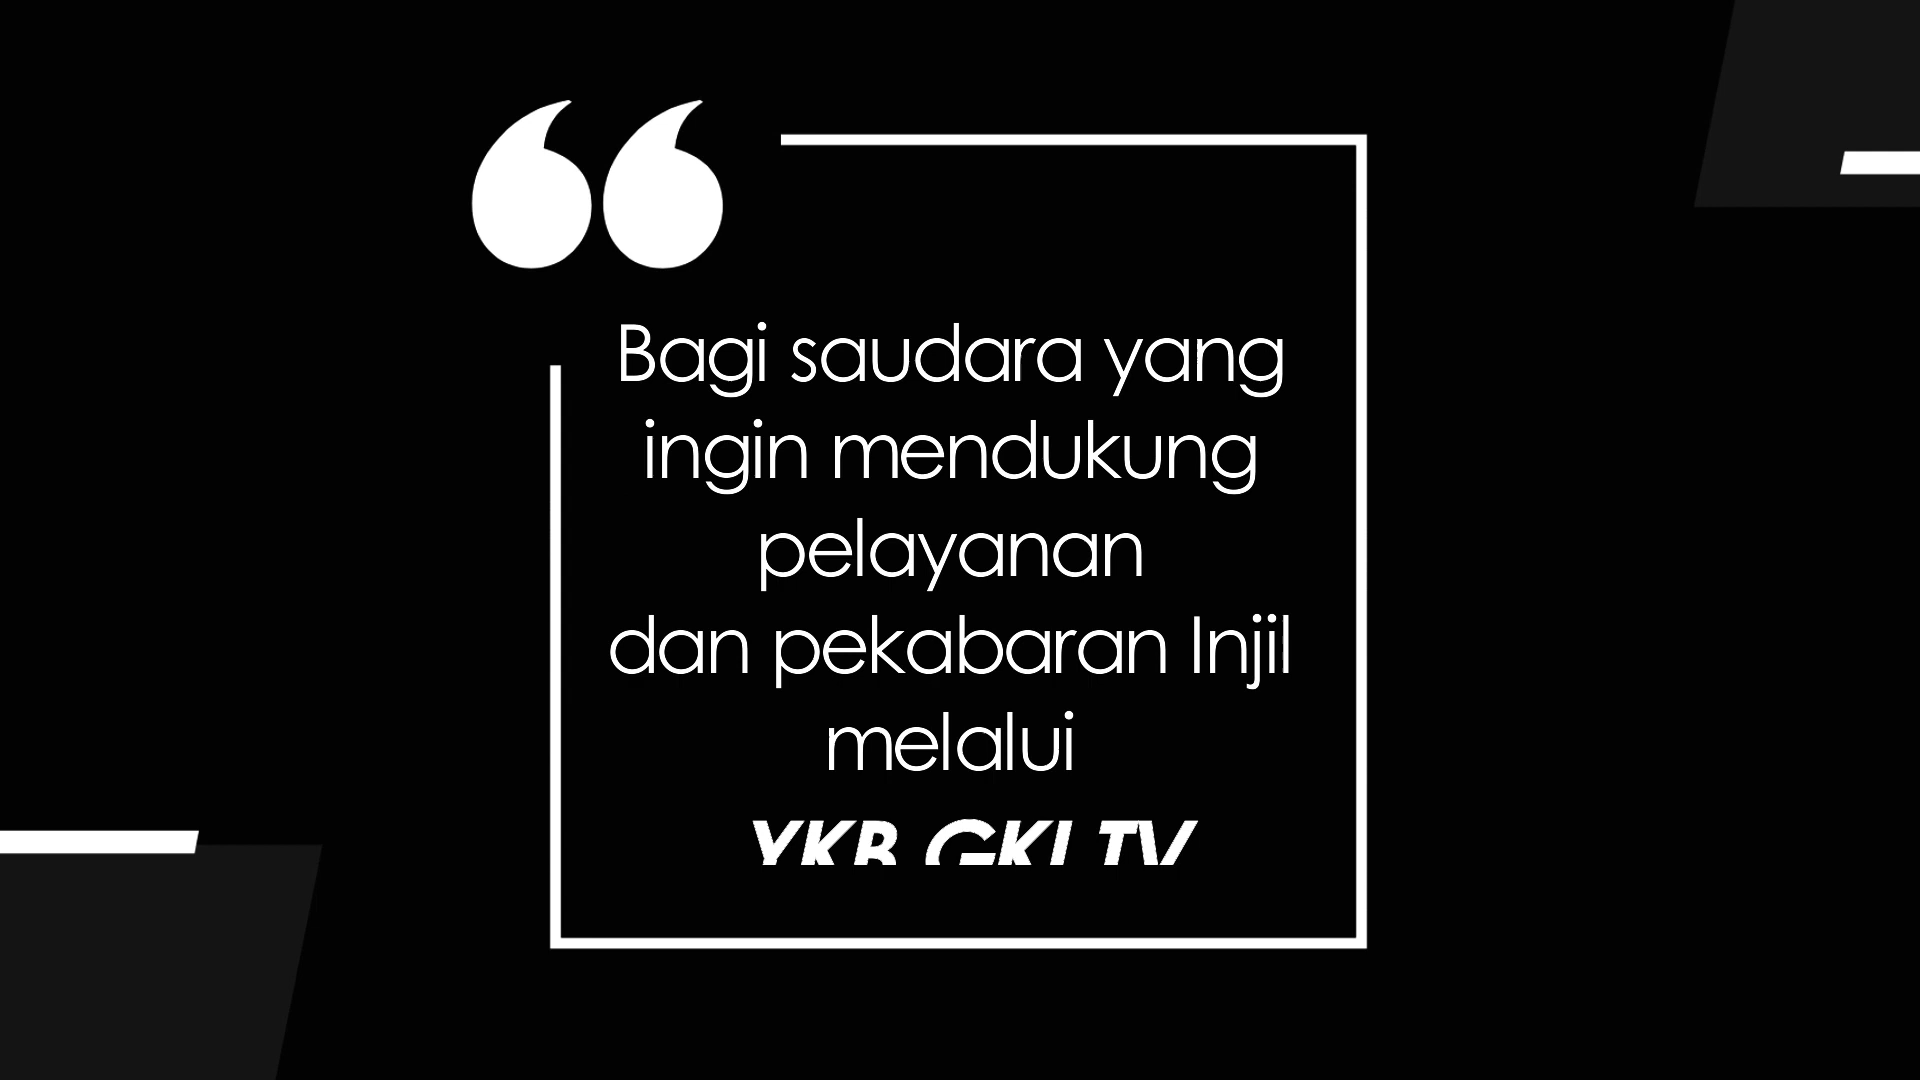 Bagi saudara yang
ingin mendukung
pelayanan
dan pekabaran Injil
melalui
YKB GKI TV